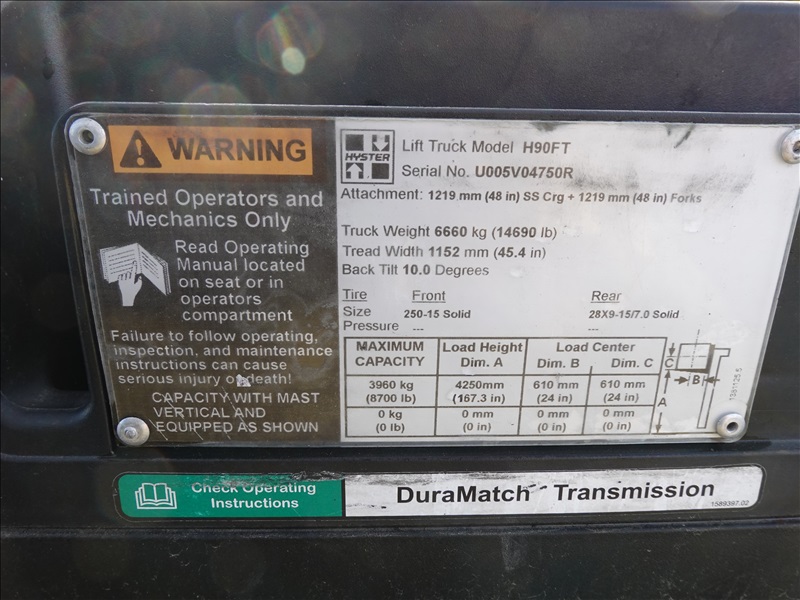 WARNING
Trained Operators and
Mechanics Only
Read Operating
Manual located
on seat or in
operators
compartment
Failure to follow operating,
inspection, and maintenance
instructions can cause
serious injury or death!
CAPACITY WITH MAST
VERTICAL AND
EQUIPPED AS SHOWN
HYSTER
Lift Truck Model H90FT
Serial No. U005V04750R
Attachment: 1219 mm (48 in) SS Crg + 1219 mm (48 in) Forks
Truck Weight 6660 kg (14690 lb)
Tread Width 1152 mm (45.4 in)
Back Tilt 10.0 Degrees
Tire Front Rear
Size 250-15 Solid 28X9-15/7.0 Solid
Pressure --- ---
MAXIMUM Load Height Load Center
CAPACITY Dim. A Dim. B Dim. C
3960 kg 4250mm 610 mm 610 mm
(8700 lb) (167.3 in) (24 in) (24 in)
0 kg 0 mm 0 mm 0 mm
(0 lb) (0 in) (0 in) (0 in)
C
B
A
1581125.5
Check Operating
Instructions
DuraMatch Transmission
1589397.02